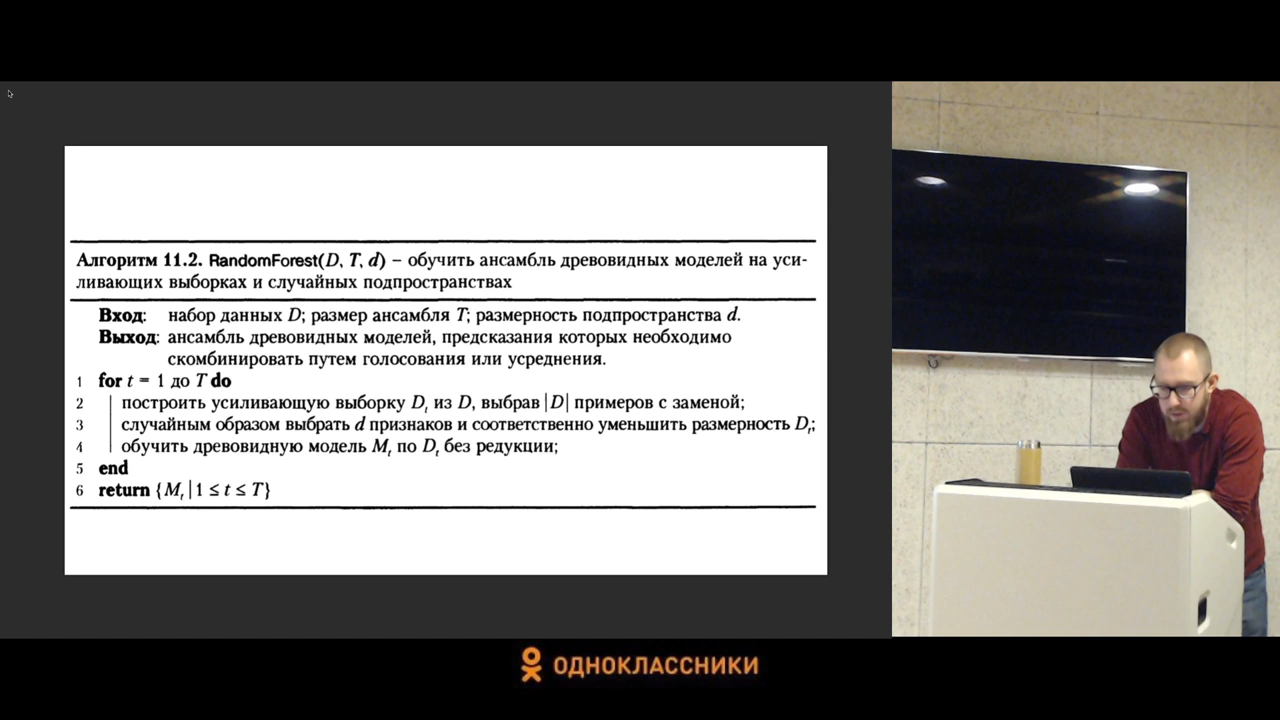 Алгоритм 11.2. RandomForest(D, T, d) – обучить ансамбль древовидных моделей на уси-
ливающих выборках и случайных подпространствах
Вход: набор данных D; размер ансамбля T; размерность подпространства d.
Выход: ансамбль древовидных моделей, предсказания которых необходимо
скомбинировать путем голосования или усреднения.
1 for t = 1 до T do
2 построить усиливающую выборку Dt из D, выбрав |D| примеров с заменой;
3 случайным образом выбрать d признаков и соответственно уменьшить размерность Dt;
4 обучить древовидную модель Mt по Dt без редукции;
5 end
6 return {Mt | 1 ≤ t ≤ T}
ОДНОКЛАССНИКИ